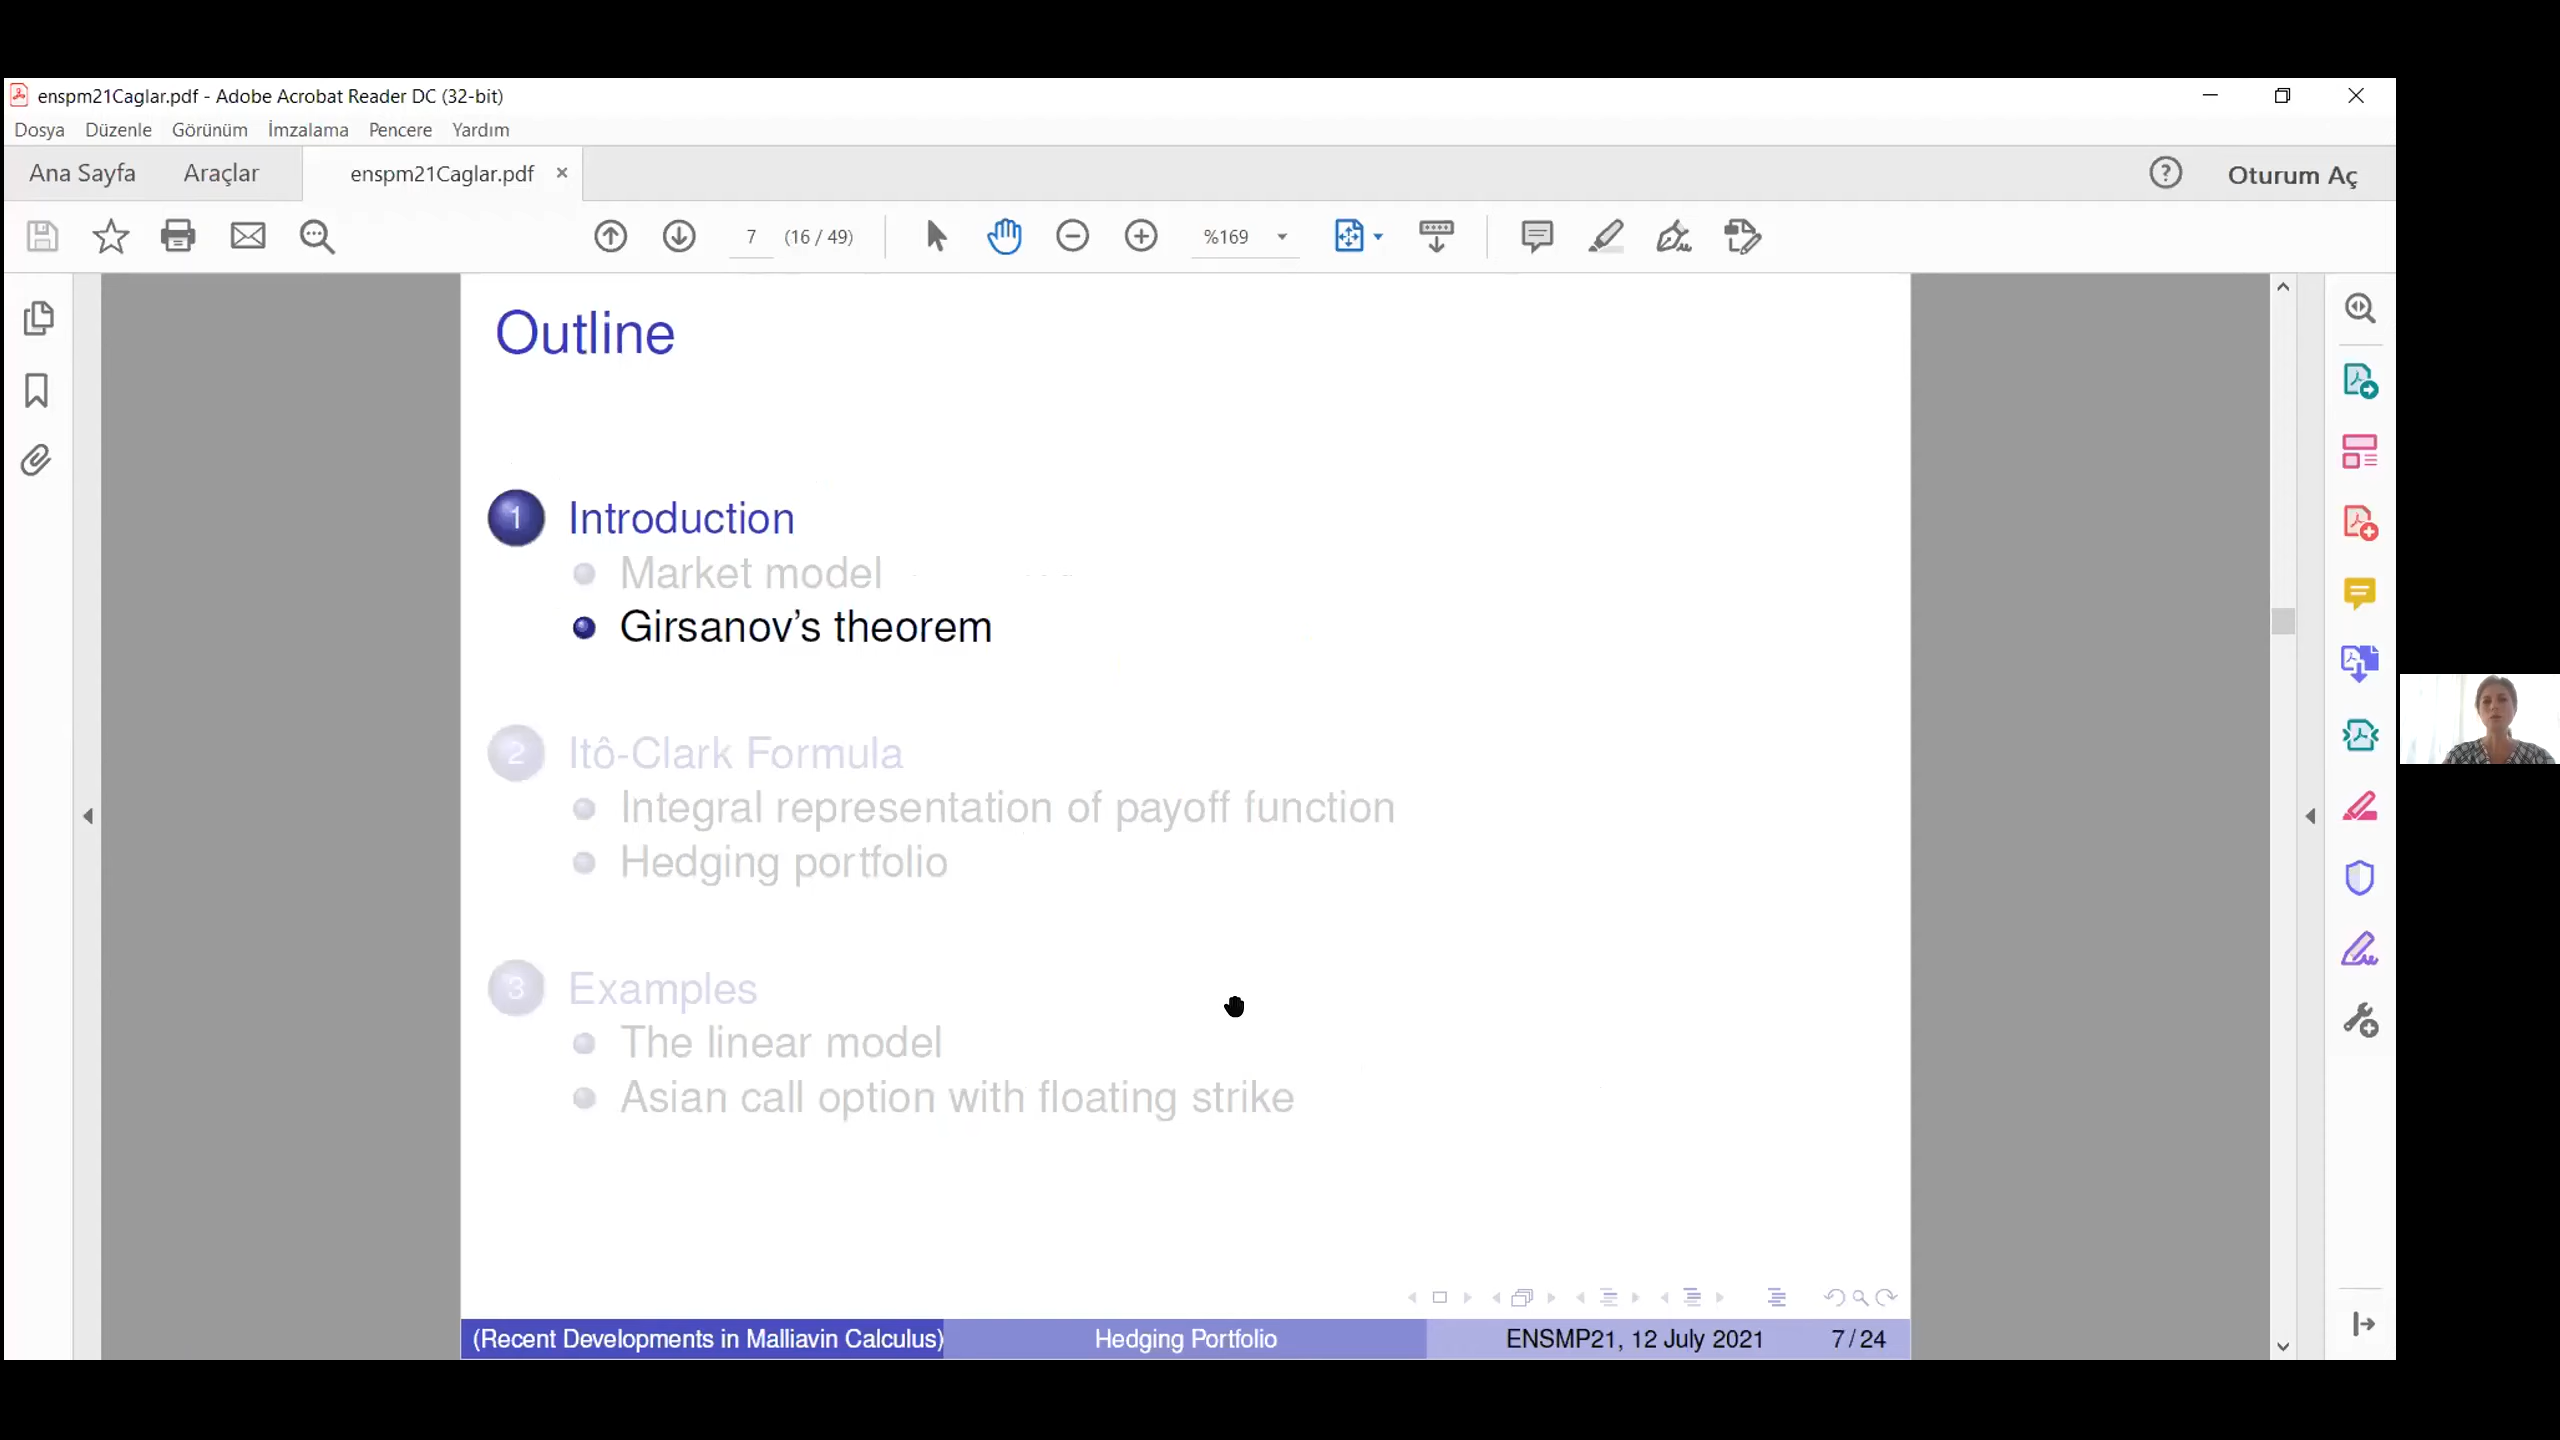 enspm21Caglar.pdf - Adobe Acrobat Reader DC (32-bit)
Dosya Düzenle Görünüm İmzalama Pencere Yardım
Ana Sayfa Araçlar enspm21Caglar.pdf × Oturum Aç
7 (16 / 49) %169
Outline
1 Introduction
Market model
Girsanov's theorem
2 Itô-Clark Formula
Integral representation of payoff function
Hedging portfolio
3 Examples
The linear model
Asian call option with floating strike
(Recent Developments in Malliavin Calculus) Hedging Portfolio ENSMP21, 12 July 2021 7 / 24